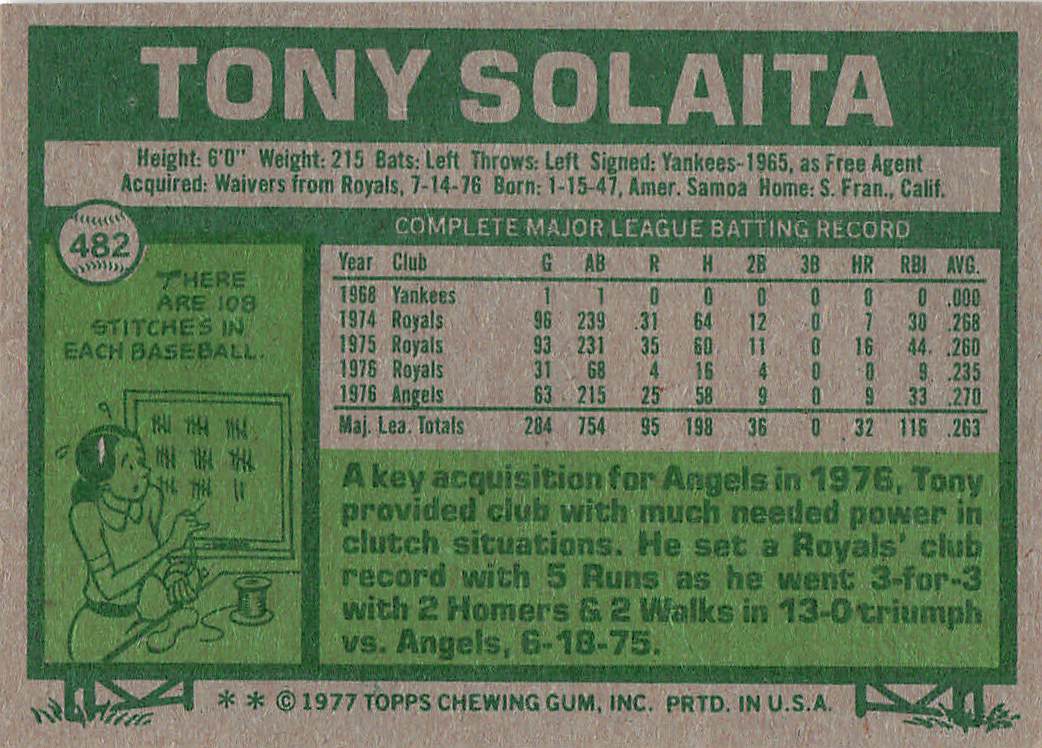 TONY SOLAITA
Height: 6'0" Weight: 215 Bats: Left Throws: Left Signed: Yankees-1965, as Free Agent
Acquired: Waivers from Royals, 7-14-76 Born: 1-15-47, Amer. Samoa Home: S. Fran., Calif.
482
THERE
ARE 108
STITCHES IN
EACH BASEBALL.
COMPLETE MAJOR LEAGUE BATTING RECORD
Year Club G AB R H 2B 3B HR RBI AVG.
1968 Yankees 1 1 0 0 0 0 0 0 .000
1974 Royals 96 239 31 64 12 0 7 30 .268
1975 Royals 93 231 35 60 11 0 16 44 .260
1976 Royals 31 68 4 16 4 0 0 9 .235
1976 Angels 63 215 25 58 9 0 9 33 .270
Maj. Lea. Totals 284 754 95 198 36 0 32 116 .263
A key acquisition for Angels in 1976, Tony
provided club with much needed power in
clutch situations. He set a Royals' club
record with 5 Runs as he went 3-for-3
with 2 Homers & 2 Walks in 13-0 triumph
vs. Angels, 6-18-75.
* * © 1977 TOPPS CHEWING GUM, INC. PRTD. IN U.S.A.